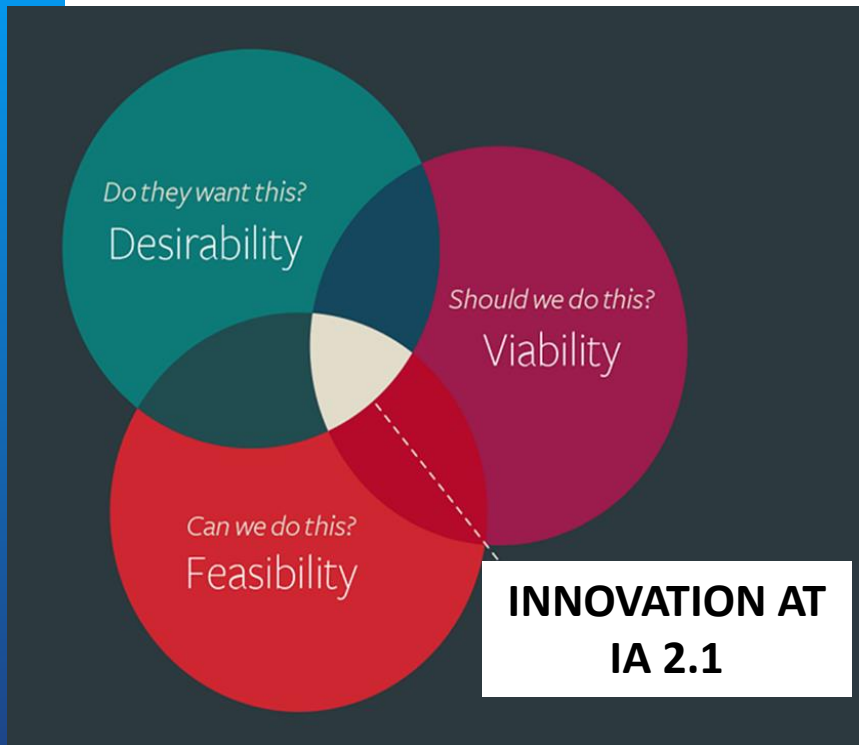 Do they want this?
Desirability
Should we do this?
Viability
Can we do this?
Feasibility
INNOVATION AT
IA 2.1